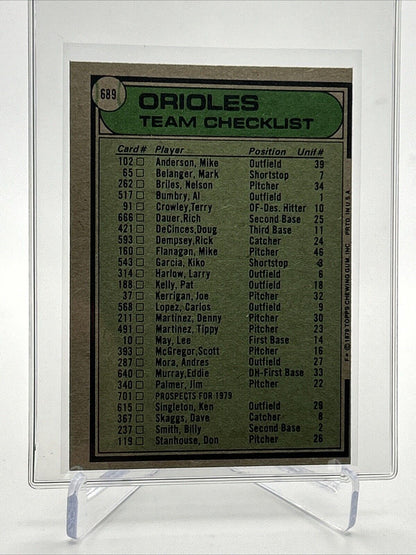 689
ORIOLES
TEAM CHECKLIST
Card# Player Position Unif#
102 □ Anderson, Mike Outfield 39
65 □ Belanger, Mark Shortstop 7
262 □ Briles, Nelson Pitcher 34
517 □ Bumbry, Al Outfield 1
91 □ Crowley,Terry OF-Des. Hitter 10
666 □ Dauer,Rich Second Base 25
421 □ DeCinces,Doug Third Base 11
593 □ Dempsey,Rick Catcher 24
160 □ Flanagan, Mike Pitcher 46
543 □ Garcia, Kiko Shortstop 3
314 □ Harlow, Larry Outfield 6
188 □ Kelly, Pat Outfield
37 □ Kerrigan, Joe Pitcher 32
568 □ Lopez, Carlos Outfield 9
211 □ Martinez, Denny Pitcher 30
491 □ Martinez, Tippy Pitcher 23
10 □ May, Lee First Base 14
393 □ McGregor,Scott Pitcher 16
287 □ Mora, Andres Outfield 27
640 □ Murray,Eddie DH-First Base 33
340 □ Palmer, Jim Pitcher 22
701 □ PROSPECTS FOR 1979
615 □ Singleton, Ken Outfield 29
367 □ Skaggs, Dave Catcher 8
237 □ Smith, Billy Second Base 2
119 □ Stanhouse, Don Pitcher 26
F* © 1979 TOPPS CHEWING GUM, INC. PRTD. IN U.S.A.